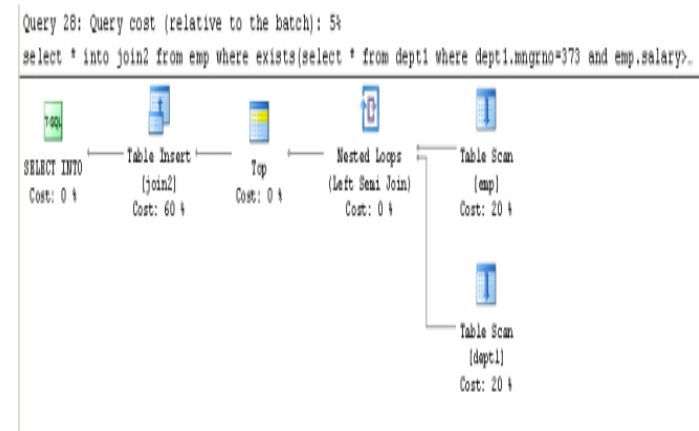 Query 28: Query cost (relative to the batch): 5%
select * into join2 from emp where exists(select * from dept1 where dept1.mngrno=373 and emp.salary>…
T-SQL
SELECT INTO
Cost: 0 %
Table Insert
[join2]
Cost: 60 %
Top
Cost: 0 %
Nested Loops
(Left Semi Join)
Cost: 0 %
Table Scan
[emp]
Cost: 20 %
Table Scan
[dept1]
Cost: 20 %